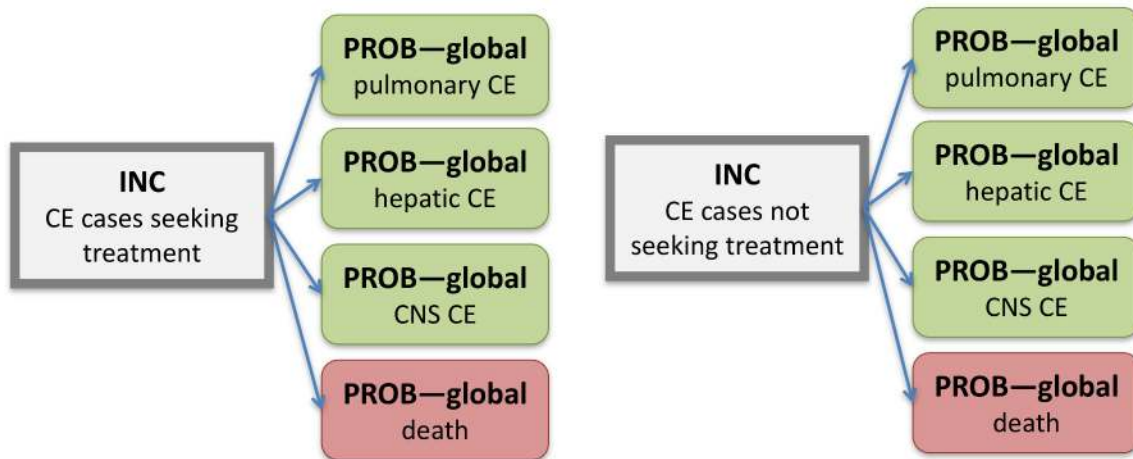 INC
CE cases seeking
treatment
PROB—global
pulmonary CE
PROB—global
hepatic CE
PROB—global
CNS CE
PROB—global
death
INC
CE cases not
seeking treatment
PROB—global
pulmonary CE
PROB—global
hepatic CE
PROB—global
CNS CE
PROB—global
death